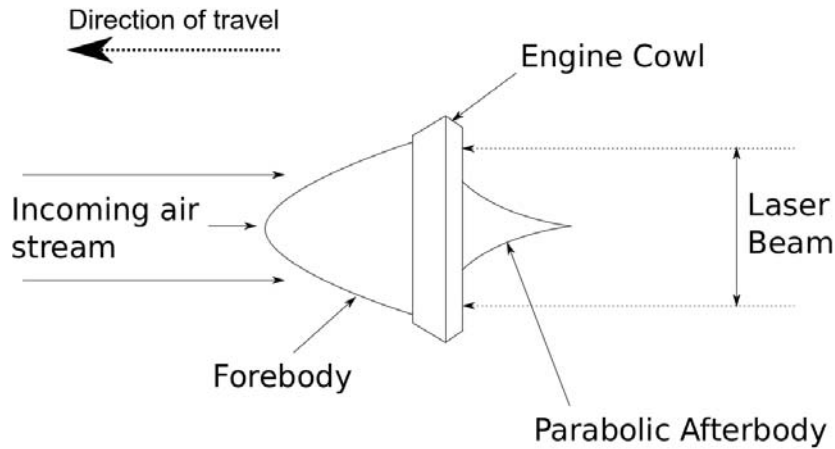 Direction of travel
Engine Cowl
Incoming air
stream
Laser
Beam
Forebody
Parabolic Afterbody